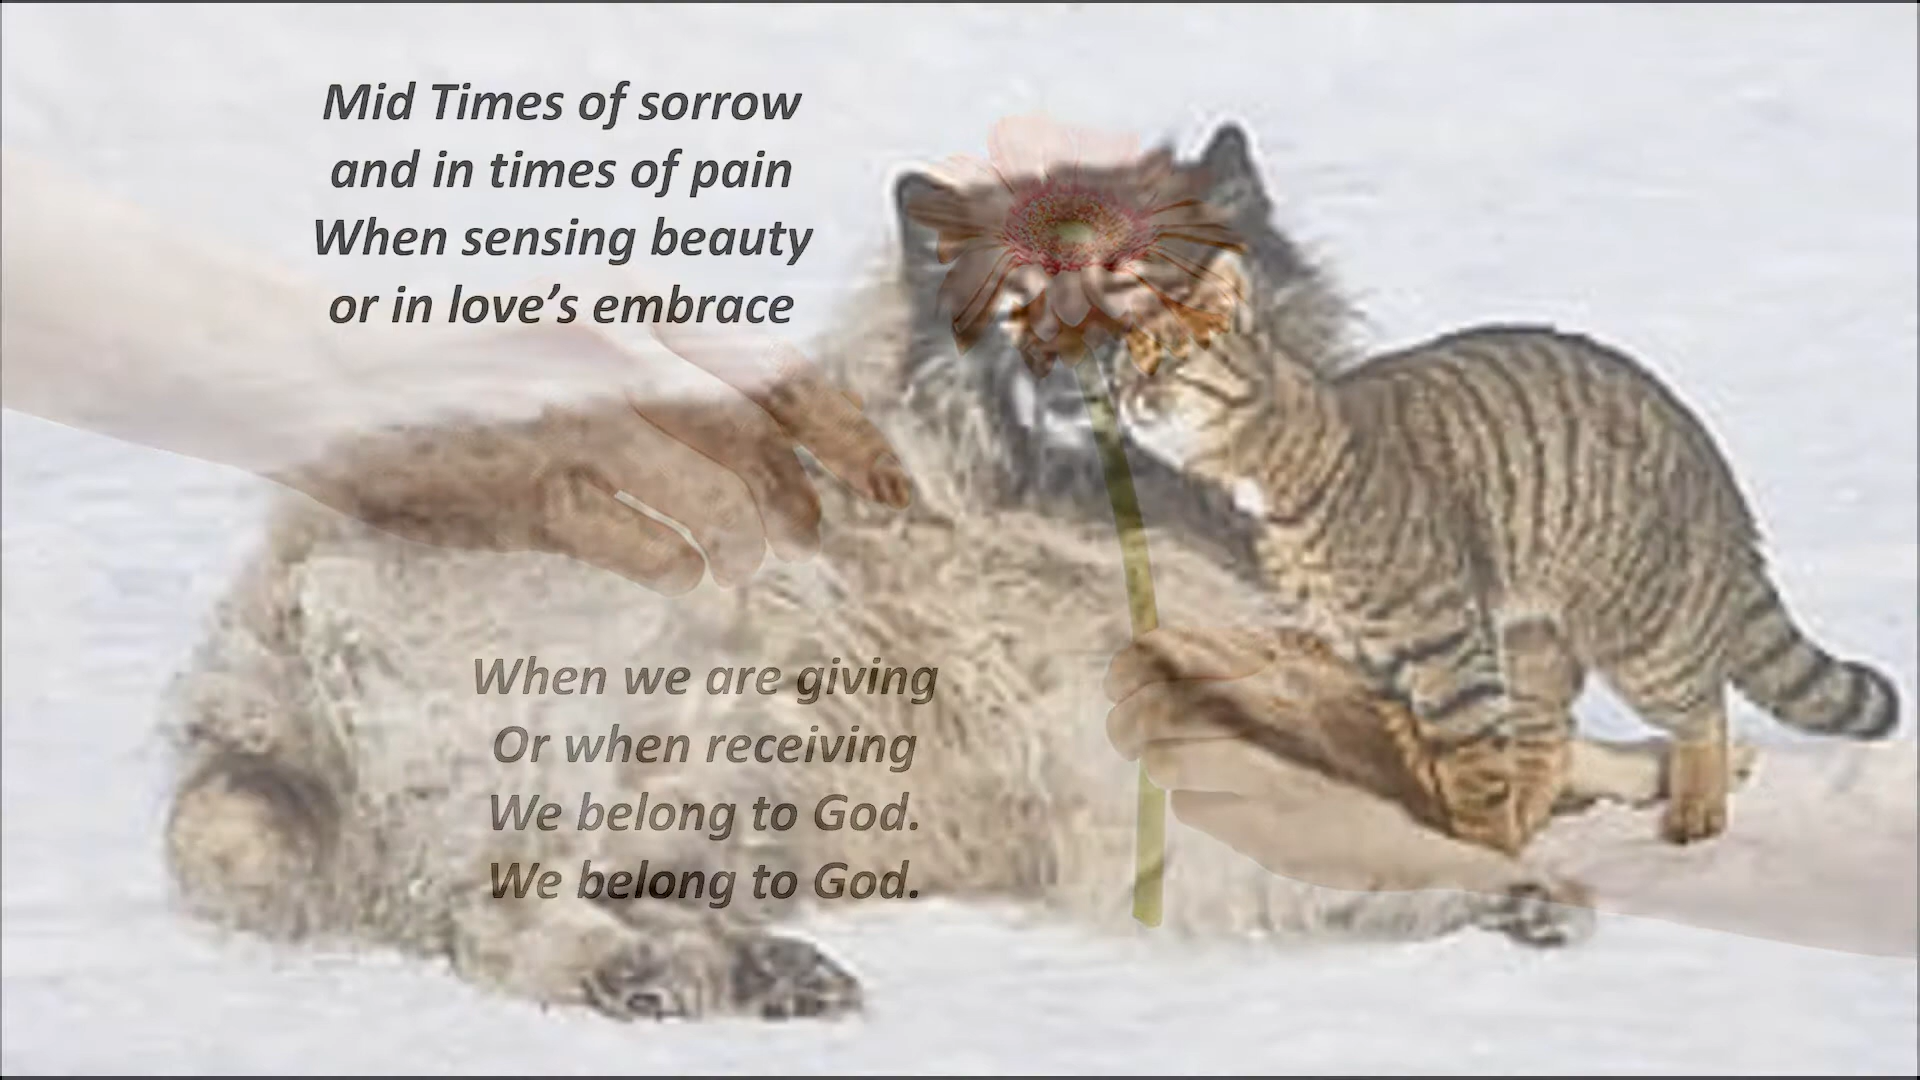 Mid Times of sorrow
and in times of pain
When sensing beauty
or in love’s embrace
When we are giving
Or when receiving
We belong to God.
We belong to God.